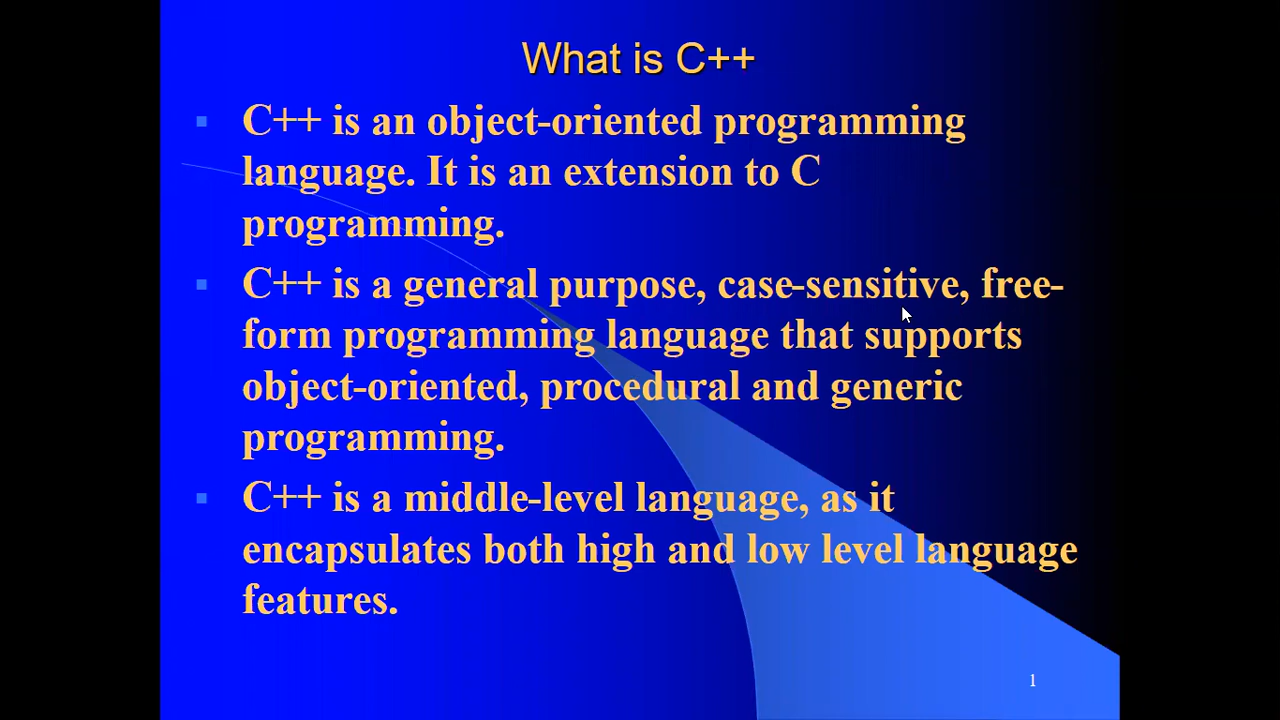 What is C++
C++ is an object-oriented programming
language. It is an extension to C
programming.
C++ is a general purpose, case-sensitive, free-
form programming language that supports
object-oriented, procedural and generic
programming.
C++ is a middle-level language, as it
encapsulates both high and low level language
features.
1